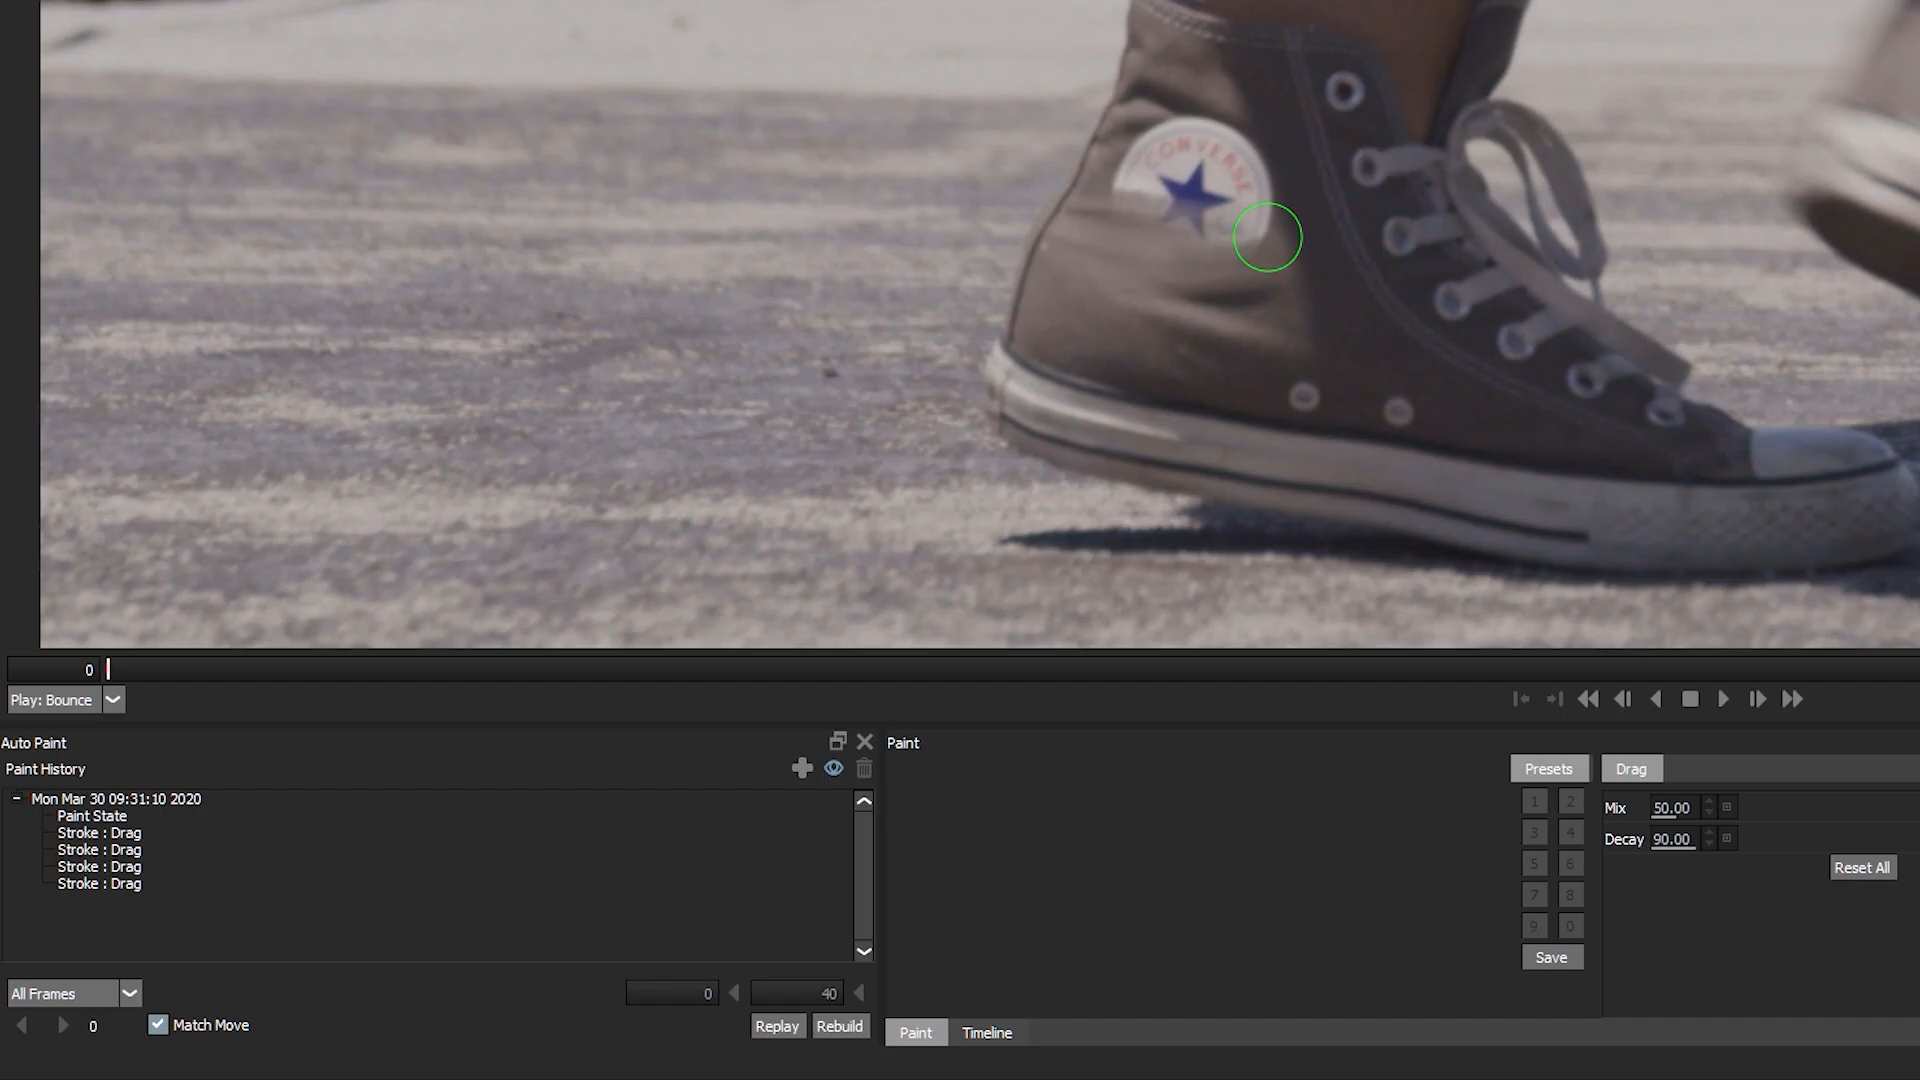 CONVERSE
0
Play: Bounce
Auto Paint
Paint
Paint History
Presets
Drag
Mon Mar 30 09:31:10 2020
Paint State
Stroke : Drag
Stroke : Drag
Stroke : Drag
Stroke : Drag
1 2
3 4
5 6
7 8
9 0
Save
Mix 50.00
Decay 90.00
Reset All
All Frames
0
40
0
Match Move
Replay
Rebuild
Paint
Timeline